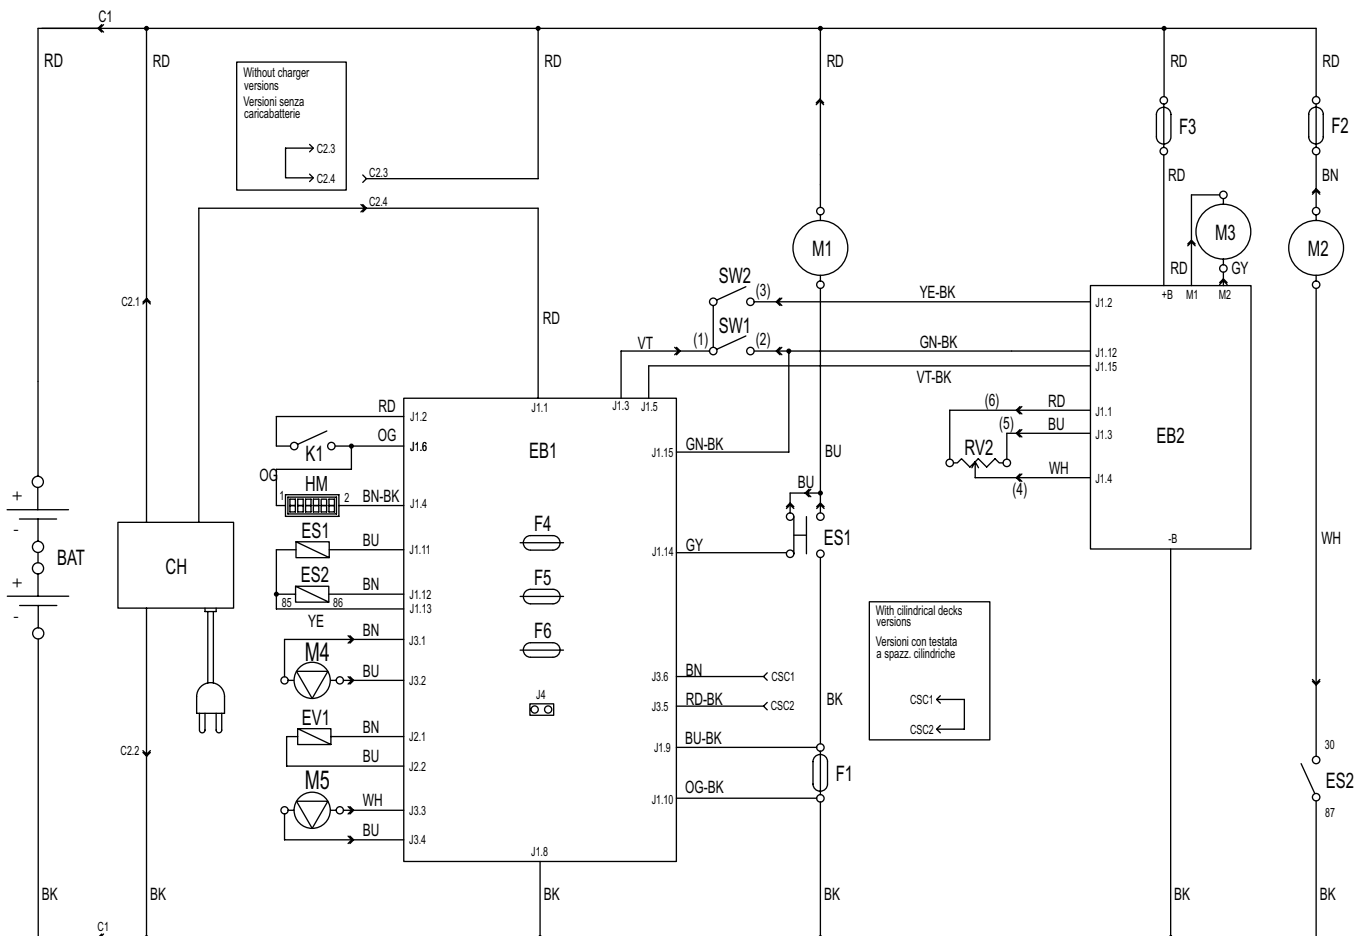 C1
RD
RD
RD
RD
RD
RD
Without charger
versions
Versioni senza
caricabatterie
C2.3
C2.4
C2.3
C2.4
F3
F2
RD
BN
M3
M1
M2
RD
GY
SW2
(3)
YE-BK
+B
M1
M2
J1.2
C2.1
RD
SW1
VT
(1)
(2)
GN-BK
J1.12
VT-BK
J1.15
RD
J1.2
J1.1
J1.3
J1.5
(6)
RD
J1.1
OG
J1.6
K1
EB1
GN-BK
J1.15
(5)
BU
J1.3
EB2
RV2
BU
OG
HM
1
2
BN-BK
J1.4
WH
J1.4
(4)
BU
+
-
BAT
+
-
CH
ES1
BU
J1.11
F4
GY
J1.14
ES1
-B
WH
ES2
BN
J1.12
85
86
J1.13
F5
YE
BN
J3.1
F6
With cilindrical decks
versions
Versioni con testata
a spazz. cilindriche
CSC1
CSC2
M4
BU
J3.2
J3.6
BN
CSC1
J4
J3.5
RD-BK
CSC2
BK
EV1
BN
J2.1
BU
J2.2
J1.9
BU-BK
C2.2
30
ES2
87
M5
WH
J3.3
BU
J3.4
J1.10
OG-BK
F1
J1.8
BK
BK
BK
BK
BK
BK
C1